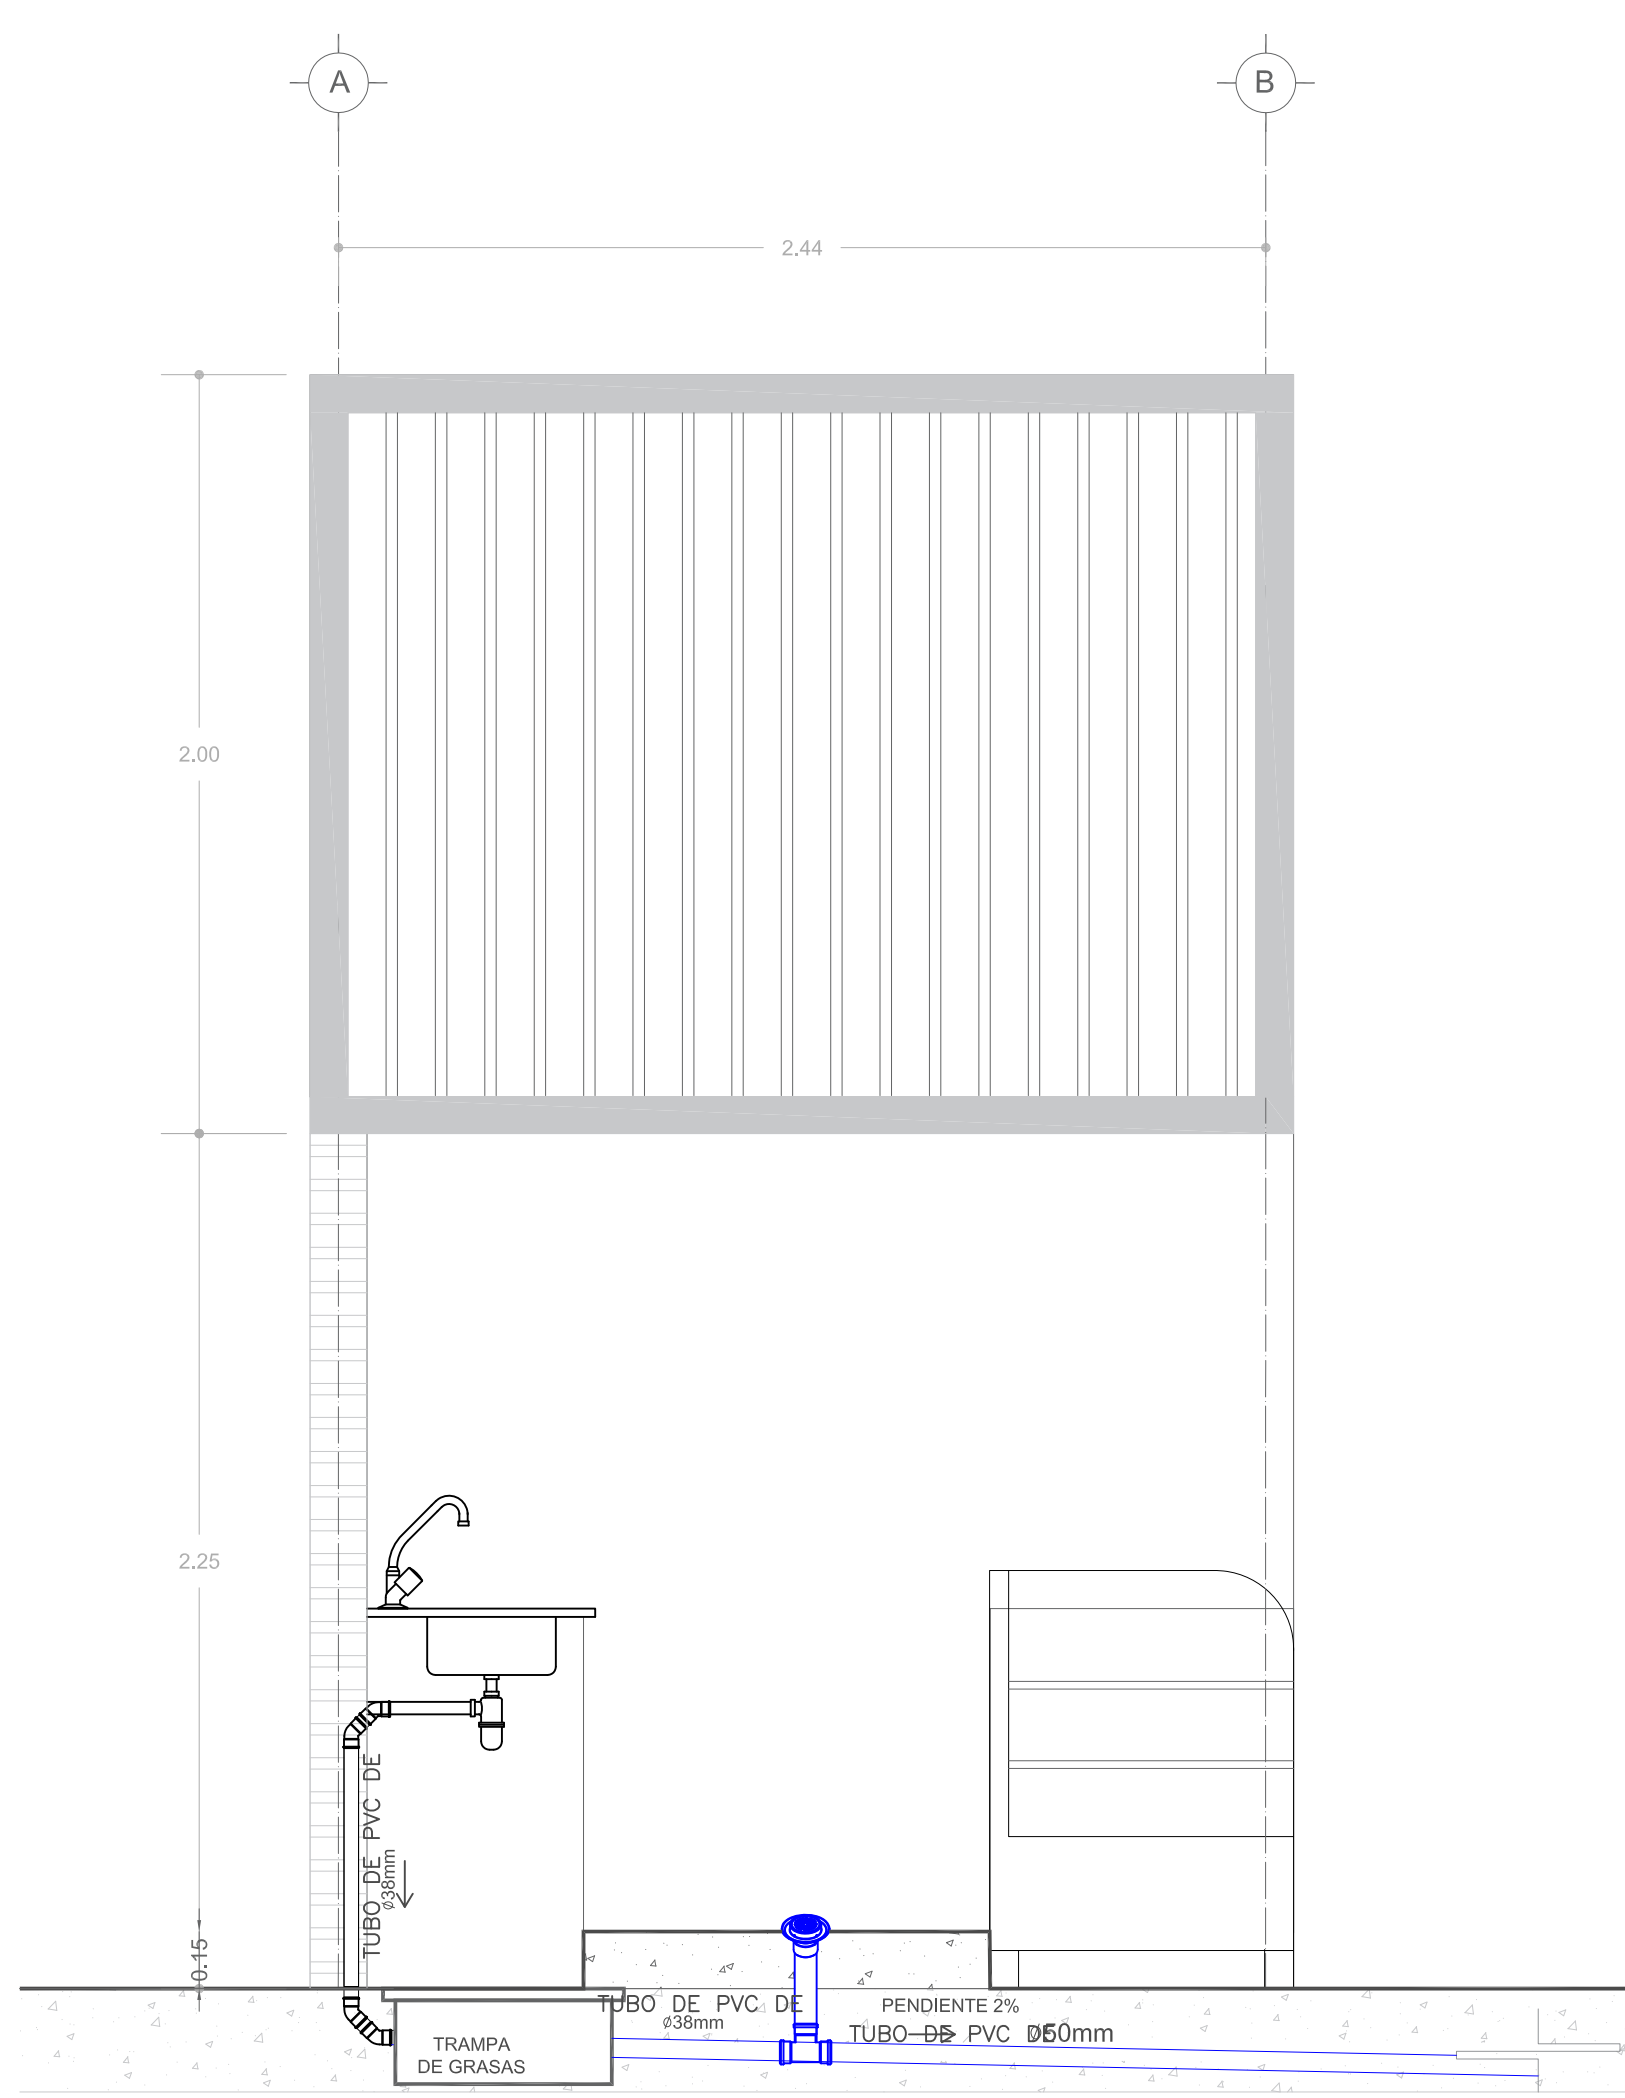 A
B
2.44
2.00
2.25
TUBO DE PVC DE
ø38mm
0.15
TUBO DE PVC DE
ø38mm
PENDIENTE 2%
TUBO DE PVC DE
ø50mm
TRAMPA
DE GRASAS